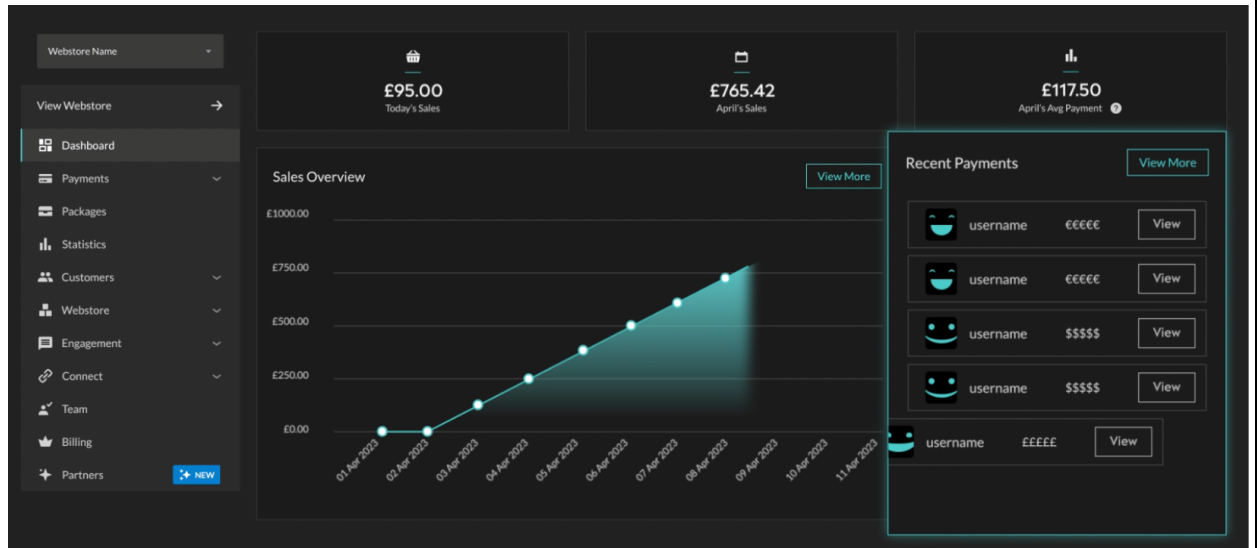 Webstore Name
View Webstore
Dashboard
Payments
Packages
Statistics
Customers
Webstore
Engagement
Connect
Team
Billing
Partners
NEW
£95.00
Today's Sales
£765.42
April's Sales
£117.50
April's Avg Payment ?
Sales Overview
View More
£1000.00
£750.00
£500.00
£250.00
£0.00
01 Apr 2023
02 Apr 2023
03 Apr 2023
04 Apr 2023
05 Apr 2023
06 Apr 2023
07 Apr 2023
08 Apr 2023
09 Apr 2023
10 Apr 2023
11 Apr 2023
Recent Payments
View More
username €€€€€ View
username €€€€€ View
username $$$$$ View
username $$$$$ View
username £££££ View